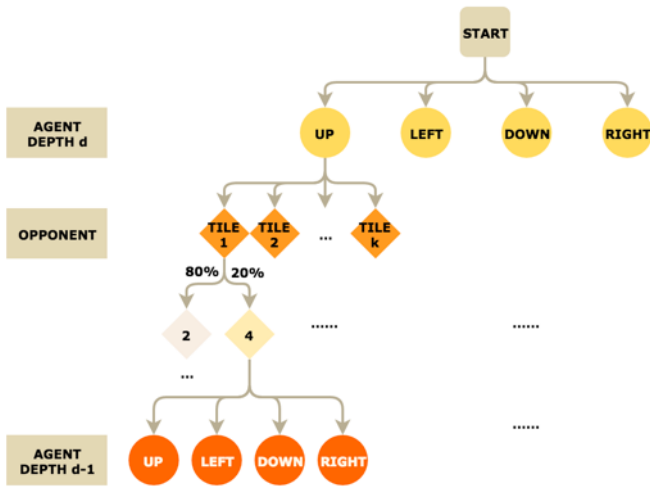 START
AGENT
DEPTH d
UP
LEFT
DOWN
RIGHT
OPPONENT
TILE
1
TILE
2
...
TILE
k
80%
20%
2
4
......
......
...
......
AGENT
DEPTH d-1
UP
LEFT
DOWN
RIGHT